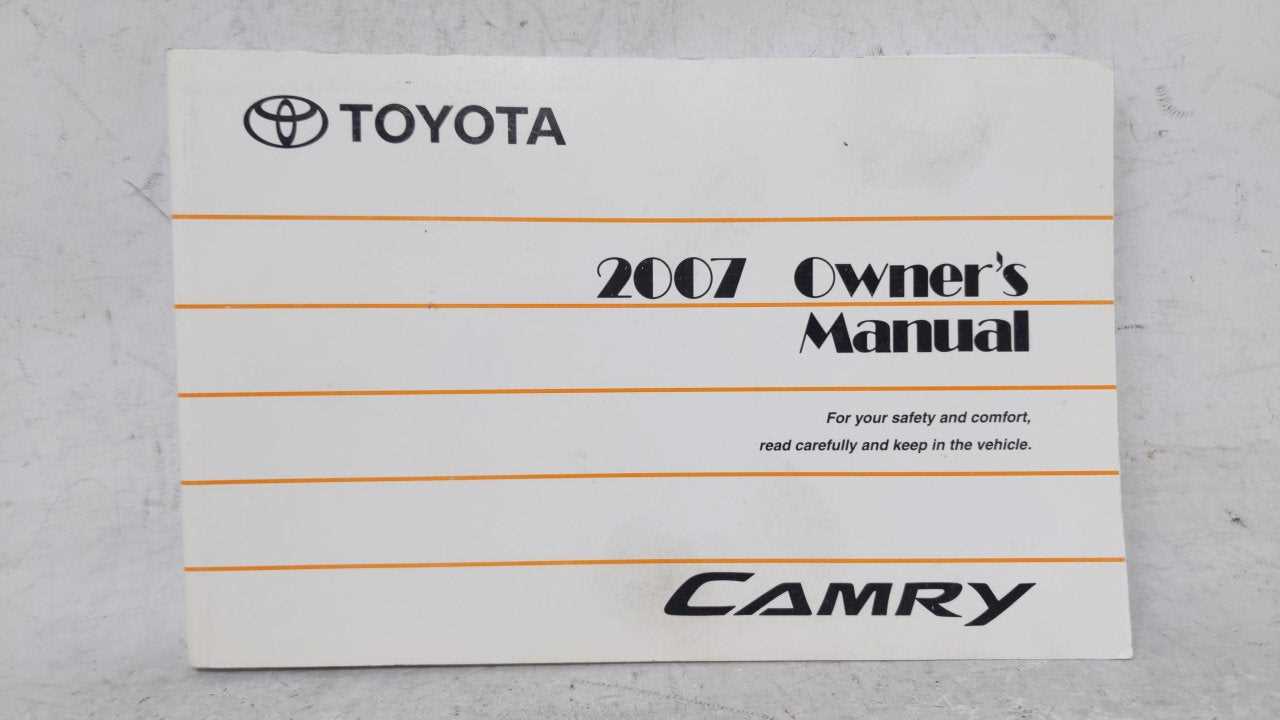 TOYOTA
2007 Owner's
Manual
For your safety and comfort,
read carefully and keep in the vehicle.
CAMRY